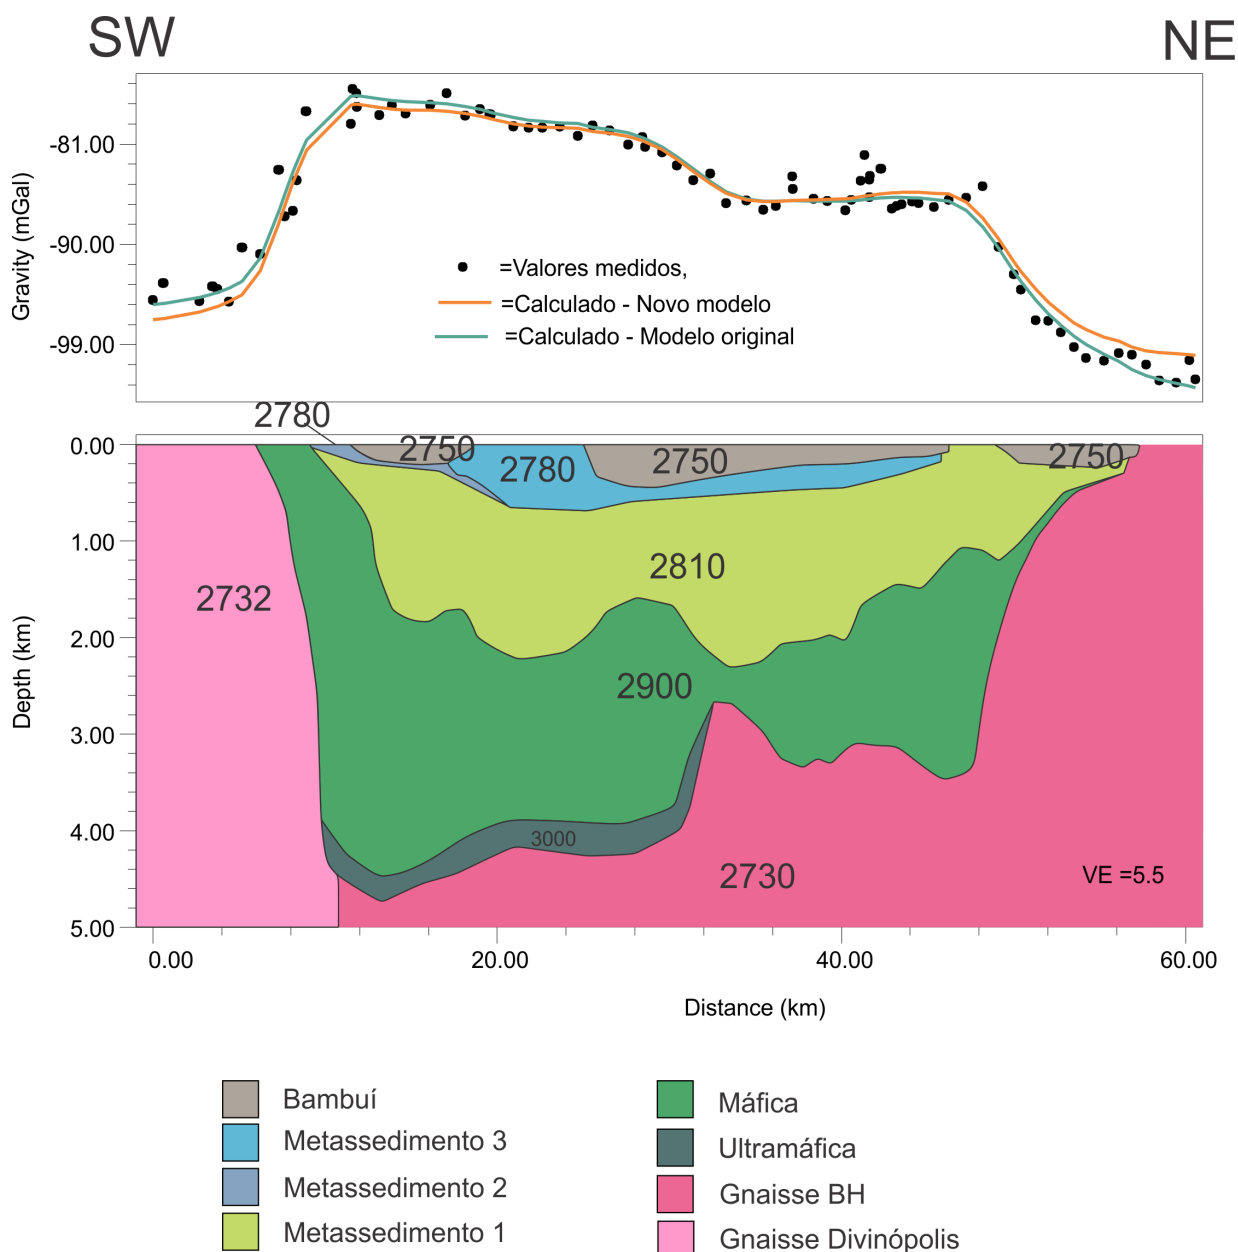 SW
NE
Gravity (mGal)
-81.00
-90.00
-99.00
=Valores medidos,
=Calculado - Novo modelo
=Calculado - Modelo original
2780
0.00
1.00
2.00
3.00
4.00
5.00
Depth (km)
2750
2780
2750
2750
2732
2810
2900
3000
2730
VE =5.5
0.00
20.00
40.00
60.00
Distance (km)
Bambuí
Metassedimento 3
Metassedimento 2
Metassedimento 1
Máfica
Ultramáfica
Gnaisse BH
Gnaisse Divinópolis